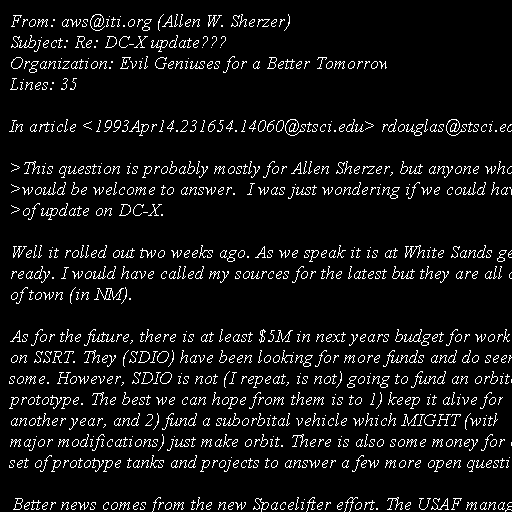 From: aws@iti.org (Allen W. Sherzer)
Subject: Re: DC-X update???
Organization: Evil Geniuses for a Better Tomorrow
Lines: 35

In article <1993Apr14.231654.14060@stsci.edu> rdouglas@stsci.ed

>This question is probably mostly for Allen Sherzer, but anyone who
>would be welcome to answer.  I was just wondering if we could hav
>of update on DC-X.

Well it rolled out two weeks ago. As we speak it is at White Sands ge
ready. I would have called my sources for the latest but they are all o
of town (in NM).

As for the future, there is at least $5M in next years budget for work
on SSRT. They (SDIO) have been looking for more funds and do seem
some. However, SDIO is not (I repeat, is not) going to fund an orbit
prototype. The best we can hope from them is to 1) keep it alive for
another year, and 2) fund a suborbital vehicle which MIGHT (with
major modifications) just make orbit. There is also some money for
set of prototype tanks and projects to answer a few more open questi

Better news comes from the new Spacelifter effort. The USAF manag